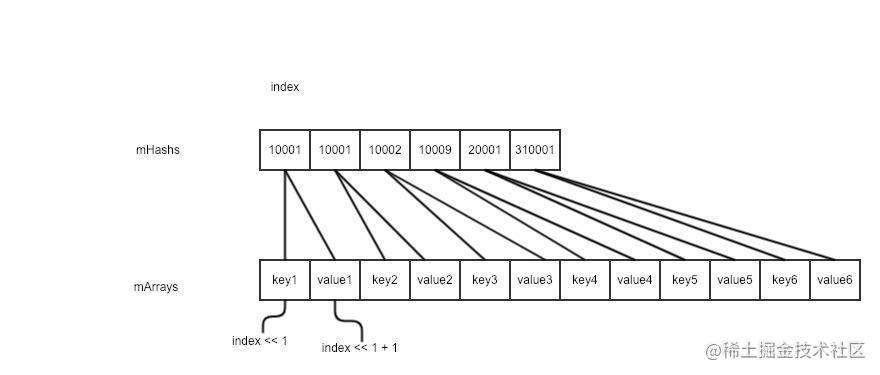 index
mHashs 10001 10001 10002 10009 20001 310001
mArrays key1 value1 key2 value2 key3 value3 key4 value4 key5 value5 key6 value6
index << 1
index << 1 + 1
@稀土掘金技术社区